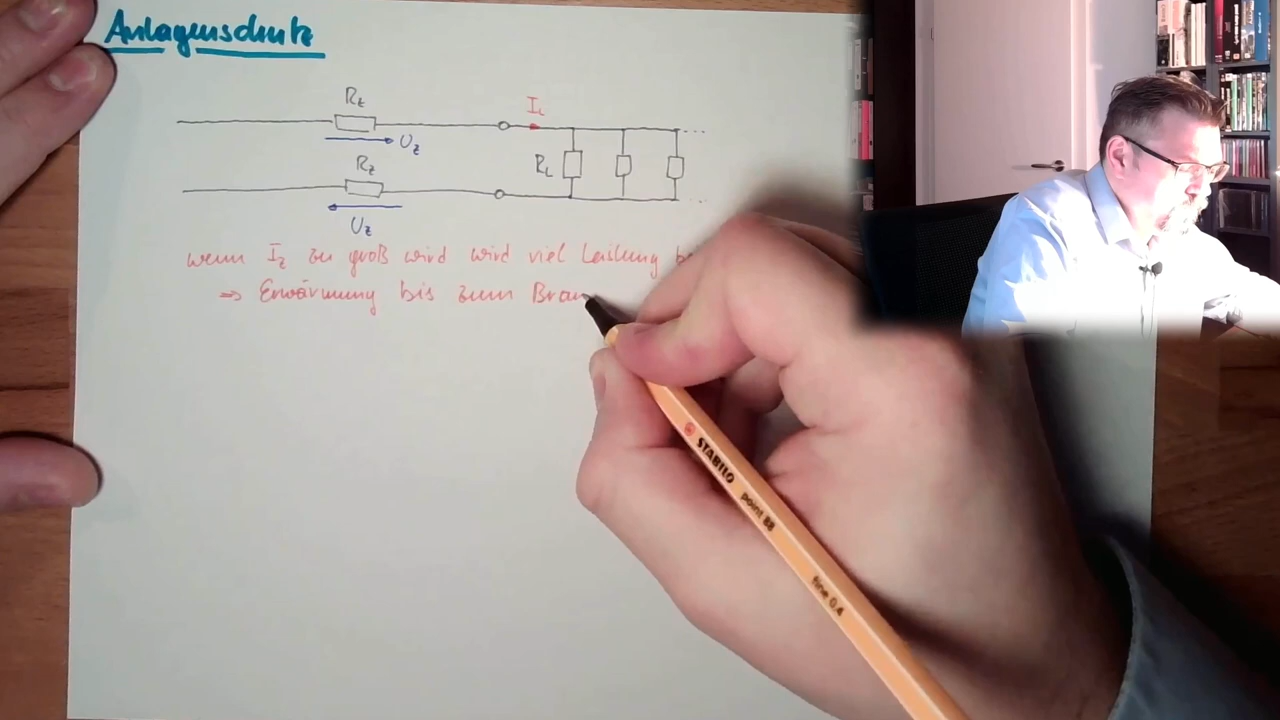 Anlagenschutz
R_Z
I_L
U_Z
R_Z
R_L
...
U_Z
...
wenn I_Z zu groß wird wird viel Leistung
⇒ Erwärmung bis zum Bran
STABILO point 88 fine 0.4